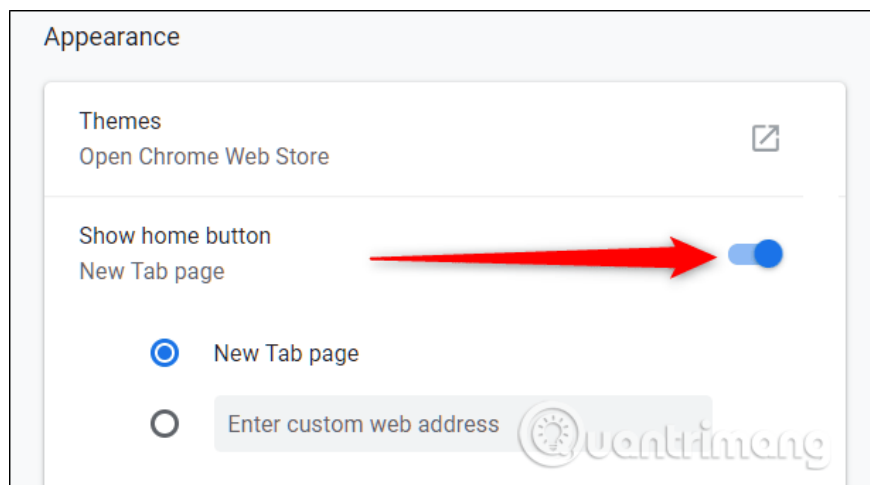 Appearance
Themes
Open Chrome Web Store
Show home button
New Tab page
New Tab page
Enter custom web address
Quantrimang